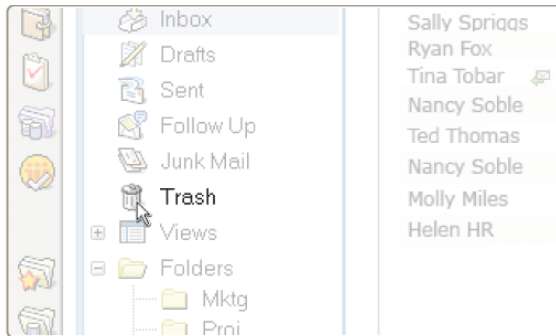 Inbox
Drafts
Sent
Follow Up
Junk Mail
Trash
Views
Folders
Mktg
Proj
Sally Spriggs
Ryan Fox
Tina Tobar
Nancy Soble
Ted Thomas
Nancy Soble
Molly Miles
Helen HR